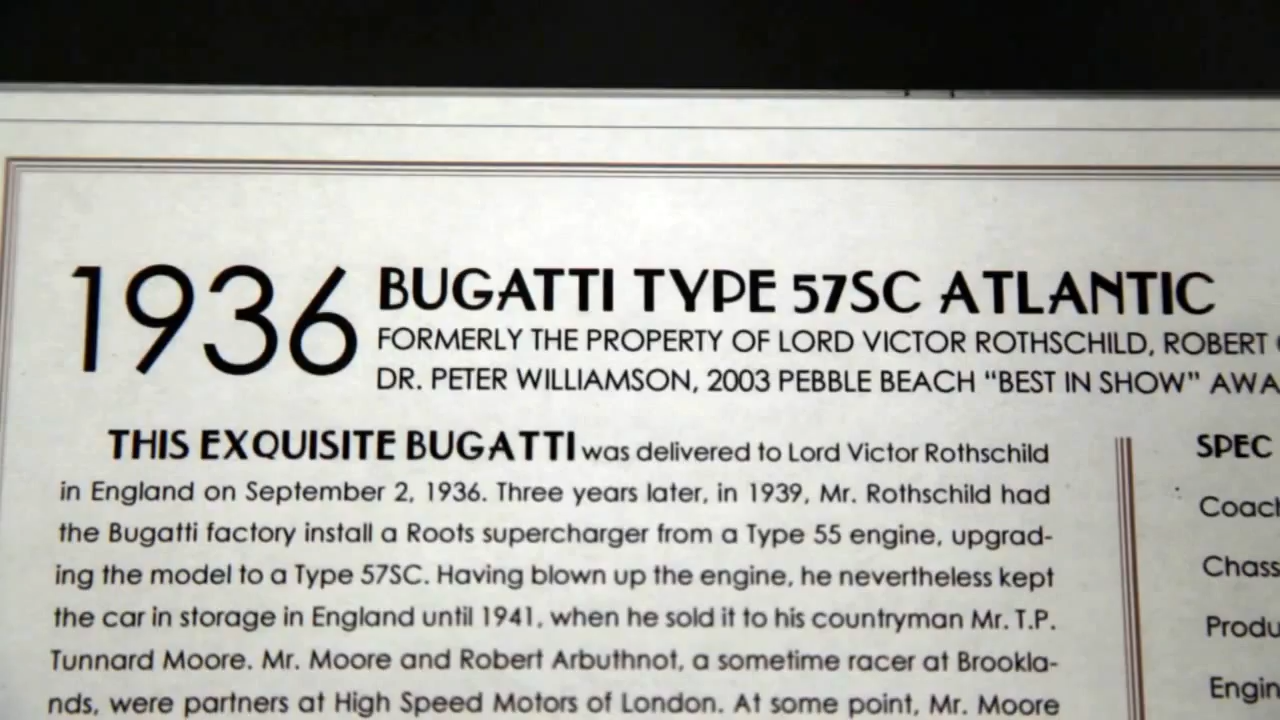 1936
BUGATTI TYPE 57SC ATLANTIC
FORMERLY THE PROPERTY OF LORD VICTOR ROTHSCHILD, ROBERT
DR. PETER WILLIAMSON, 2003 PEBBLE BEACH “BEST IN SHOW”
THIS EXQUISITE BUGATTI was delivered to Lord Victor Rothschild
in England on September 2, 1936. Three years later, in 1939, Mr. Rothschild had
the Bugatti factory install a Roots supercharger from a Type 55 engine, upgrad-
ing the model to a Type 57SC. Having blown up the engine, he nevertheless kept
the car in storage in England until 1941, when he sold it to his countryman Mr. T.P.
Tunnard Moore. Mr. Moore and Robert Arbuthnot, a sometime racer at Brookla-
nds, were partners at High Speed Motors of London. At some point, Mr. Moore
SPEC